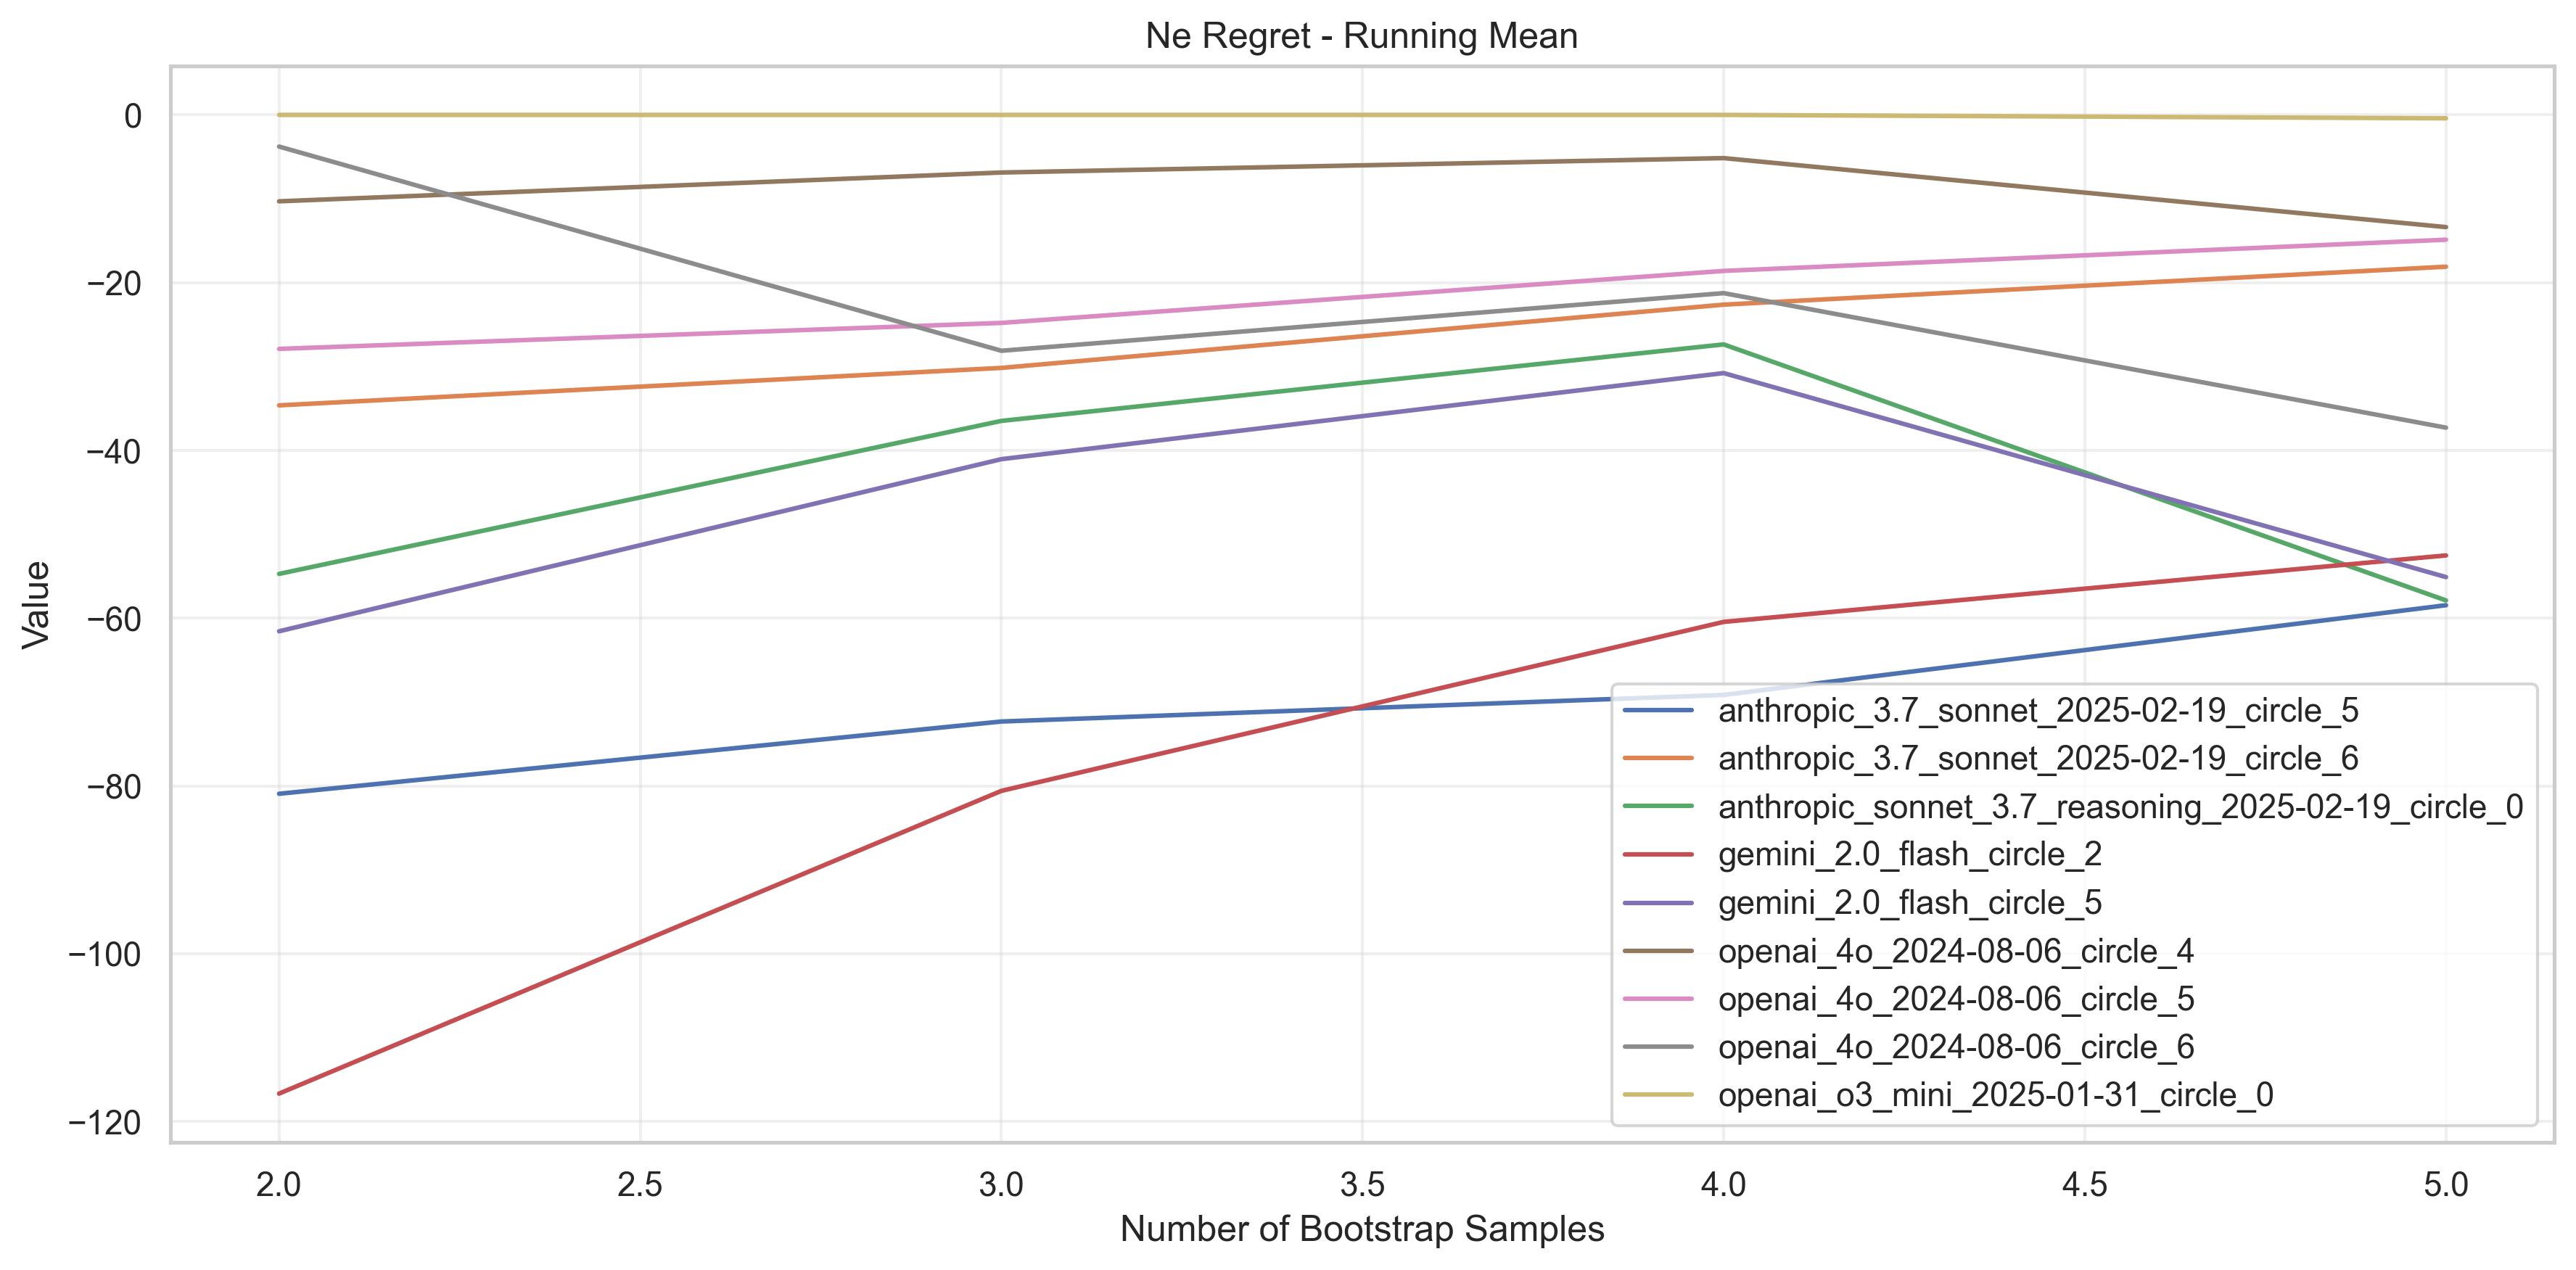 Ne Regret - Running Mean
Value
0
−20
−40
−60
−80
−100
−120
anthropic_3.7_sonnet_2025-02-19_circle_5
anthropic_3.7_sonnet_2025-02-19_circle_6
anthropic_sonnet_3.7_reasoning_2025-02-19_circle_0
gemini_2.0_flash_circle_2
gemini_2.0_flash_circle_5
openai_4o_2024-08-06_circle_4
openai_4o_2024-08-06_circle_5
openai_4o_2024-08-06_circle_6
openai_o3_mini_2025-01-31_circle_0
2.0 2.5 3.0 3.5 4.0 4.5 5.0
Number of Bootstrap Samples